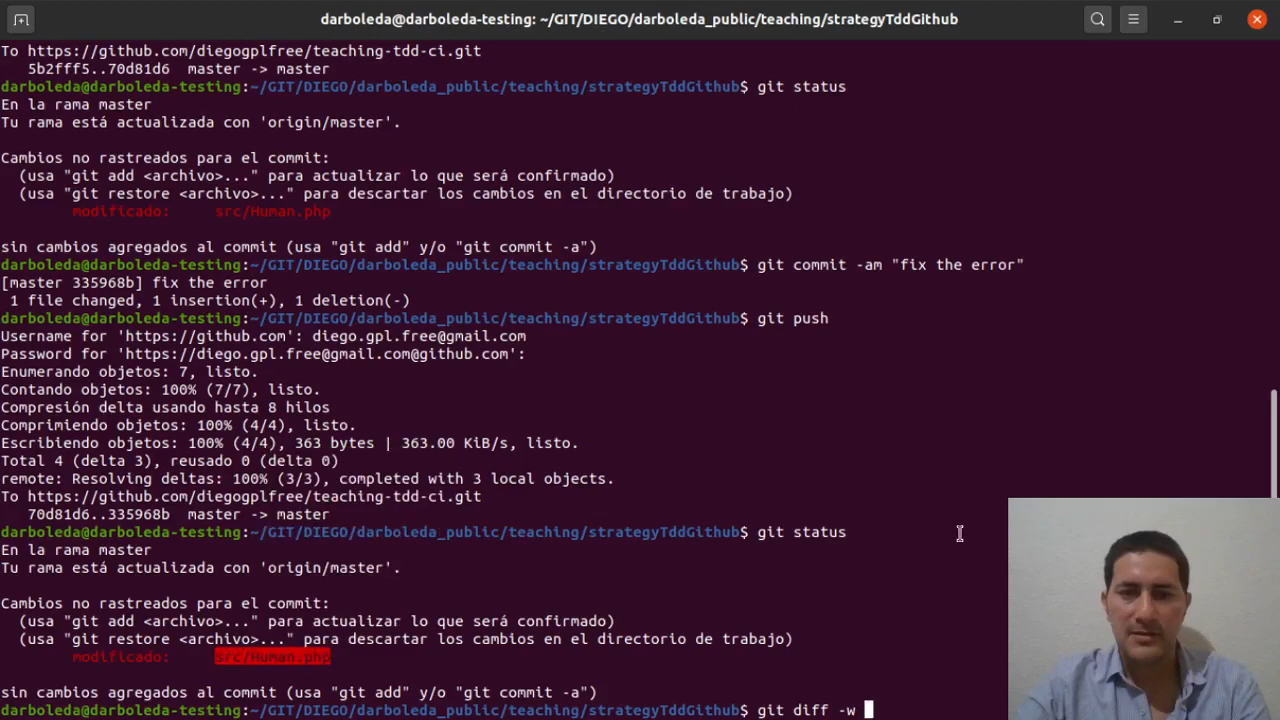 darboleda@darboleda-testing: ~/GIT/DIEGO/darboleda_public/teaching/strategyTddGithub
To https://github.com/diegogplfree/teaching-tdd-ci.git
5b2fff5..70d81d6  master -> master
darboleda@darboleda-testing:~/GIT/DIEGO/darboleda_public/teaching/strategyTddGithub$ git status
En la rama master
Tu rama está actualizada con 'origin/master'.
Cambios no rastreados para el commit:
(usa "git add <archivo>..." para actualizar lo que será confirmado)
(usa "git restore <archivo>..." para descartar los cambios en el directorio de trabajo)
modificado:     src/Human.php
sin cambios agregados al commit (usa "git add" y/o "git commit -a")
darboleda@darboleda-testing:~/GIT/DIEGO/darboleda_public/teaching/strategyTddGithub$ git commit -am "fix the error"
[master 335968b] fix the error
1 file changed, 1 insertion(+), 1 deletion(-)
darboleda@darboleda-testing:~/GIT/DIEGO/darboleda_public/teaching/strategyTddGithub$ git push
Username for 'https://github.com': diego.gpl.free@gmail.com
Password for 'https://diego.gpl.free@gmail.com@github.com':
Enumerando objetos: 7, listo.
Contando objetos: 100% (7/7), listo.
Compresión delta usando hasta 8 hilos
Comprimiendo objetos: 100% (4/4), listo.
Escribiendo objetos: 100% (4/4), 363 bytes | 363.00 KiB/s, listo.
Total 4 (delta 3), reusado 0 (delta 0)
remote: Resolving deltas: 100% (3/3), completed with 3 local objects.
To https://github.com/diegogplfree/teaching-tdd-ci.git
70d81d6..335968b  master -> master
darboleda@darboleda-testing:~/GIT/DIEGO/darboleda_public/teaching/strategyTddGithub$ git status
En la rama master
Tu rama está actualizada con 'origin/master'.
Cambios no rastreados para el commit:
(usa "git add <archivo>..." para actualizar lo que será confirmado)
(usa "git restore <archivo>..." para descartar los cambios en el directorio de trabajo)
modificado:     src/Human.php
sin cambios agregados al commit (usa "git add" y/o "git commit -a")
darboleda@darboleda-testing:~/GIT/DIEGO/darboleda_public/teaching/strategyTddGithub$ git diff -w